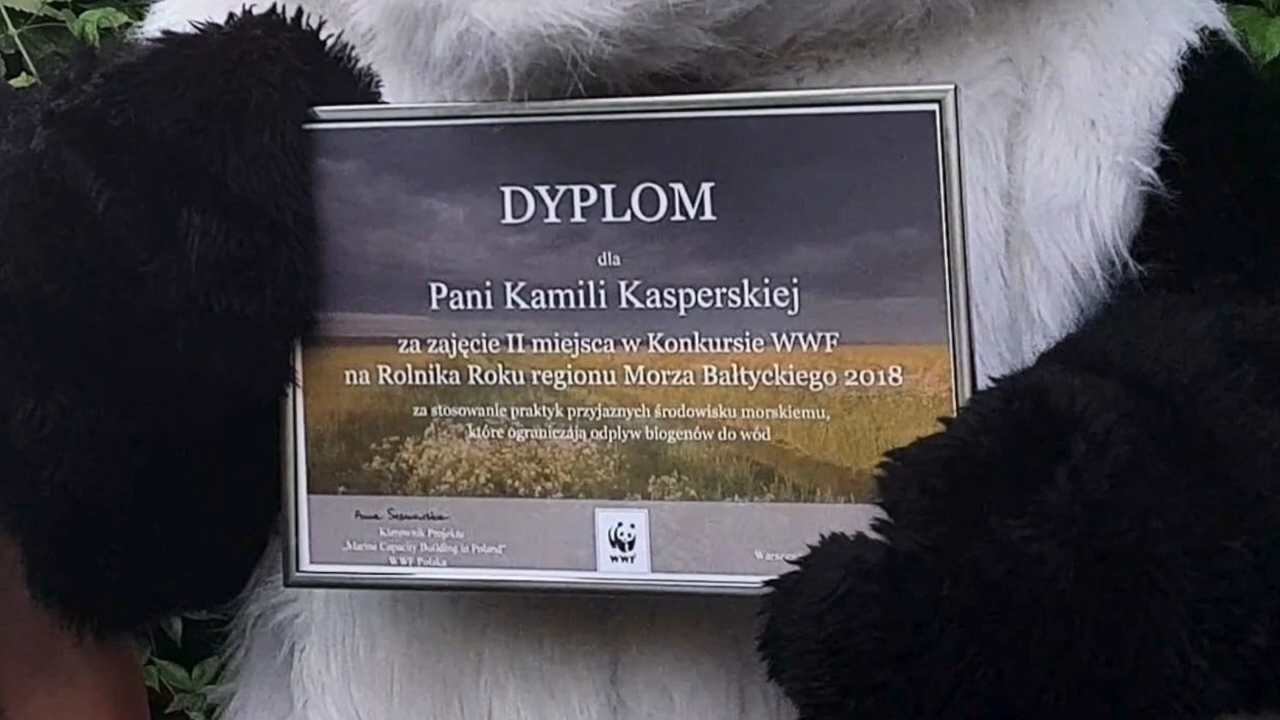 DYPLOM
dla
Pani Kamili Kasperskiej
za zajęcie II miejsca w Konkursie WWF
na Rolnika Roku regionu Morza Bałtyckiego 2018
za stosowanie praktyk przyjaznych środowisku morskiemu,
które ograniczają odpływ biogenów do wód
Kierownik Projektu
„Marine Capacity Building in Poland"
WWF Polska
WWF